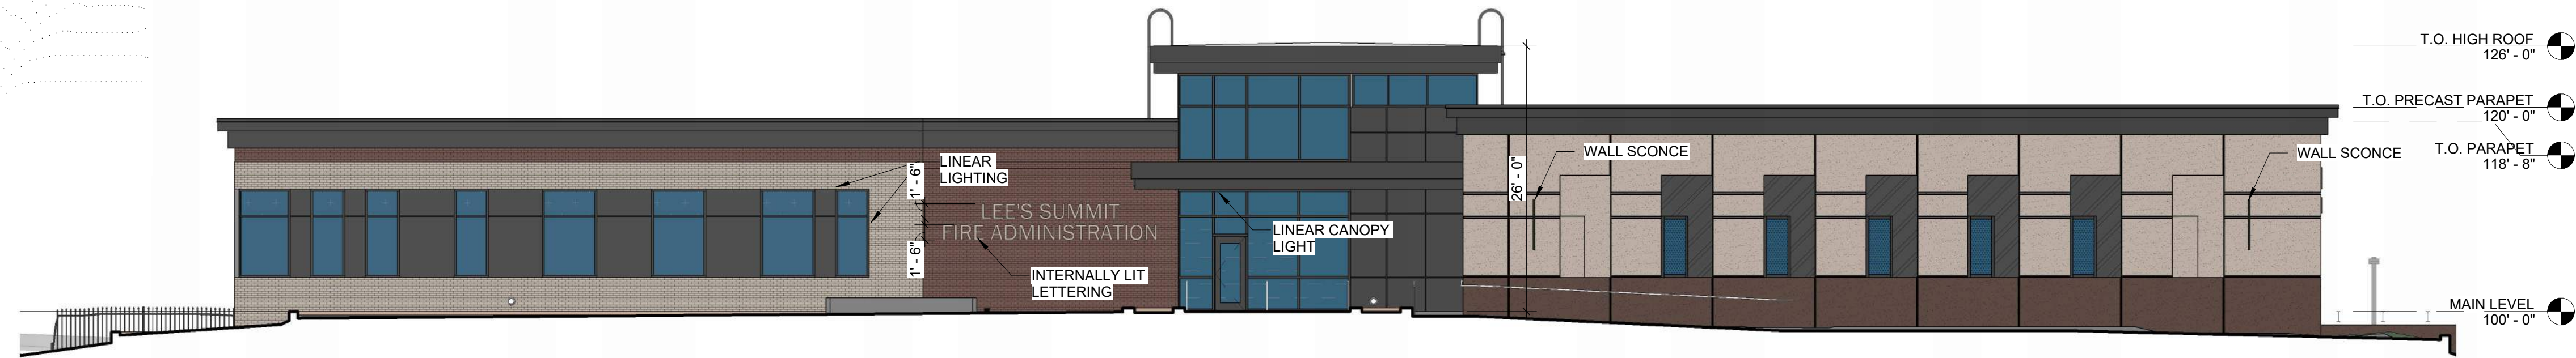 T.O. HIGH ROOF
126' - 0"
T.O. PRECAST PARAPET
120' - 0"
T.O. PARAPET
118' - 8"
WALL SCONCE
WALL SCONCE
26' - 0"
LINEAR
LIGHTING
1' - 6"
LEE'S SUMMIT
FIRE ADMINISTRATION
1' - 6"
LINEAR CANOPY
LIGHT
INTERNALLY LIT
LETTERING
MAIN LEVEL
100' - 0"